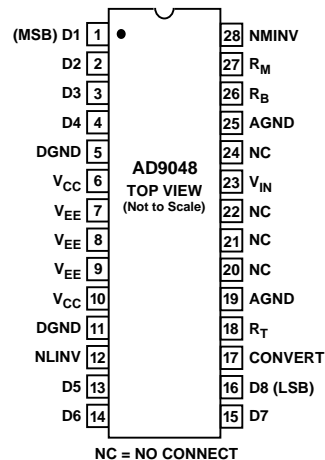 (MSB) D1 1 28 NMINV
D2 2 27 RM
D3 3 26 RB
D4 4 25 AGND
DGND 5 24 NC
VCC 6 23 VIN
VEE 7 22 NC
VEE 8 21 NC
VEE 9 20 NC
VCC 10 19 AGND
DGND 11 18 RT
NLINV 12 17 CONVERT
D5 13 16 D8 (LSB)
D6 14 15 D7
AD9048
TOP VIEW
(Not to Scale)
NC = NO CONNECT